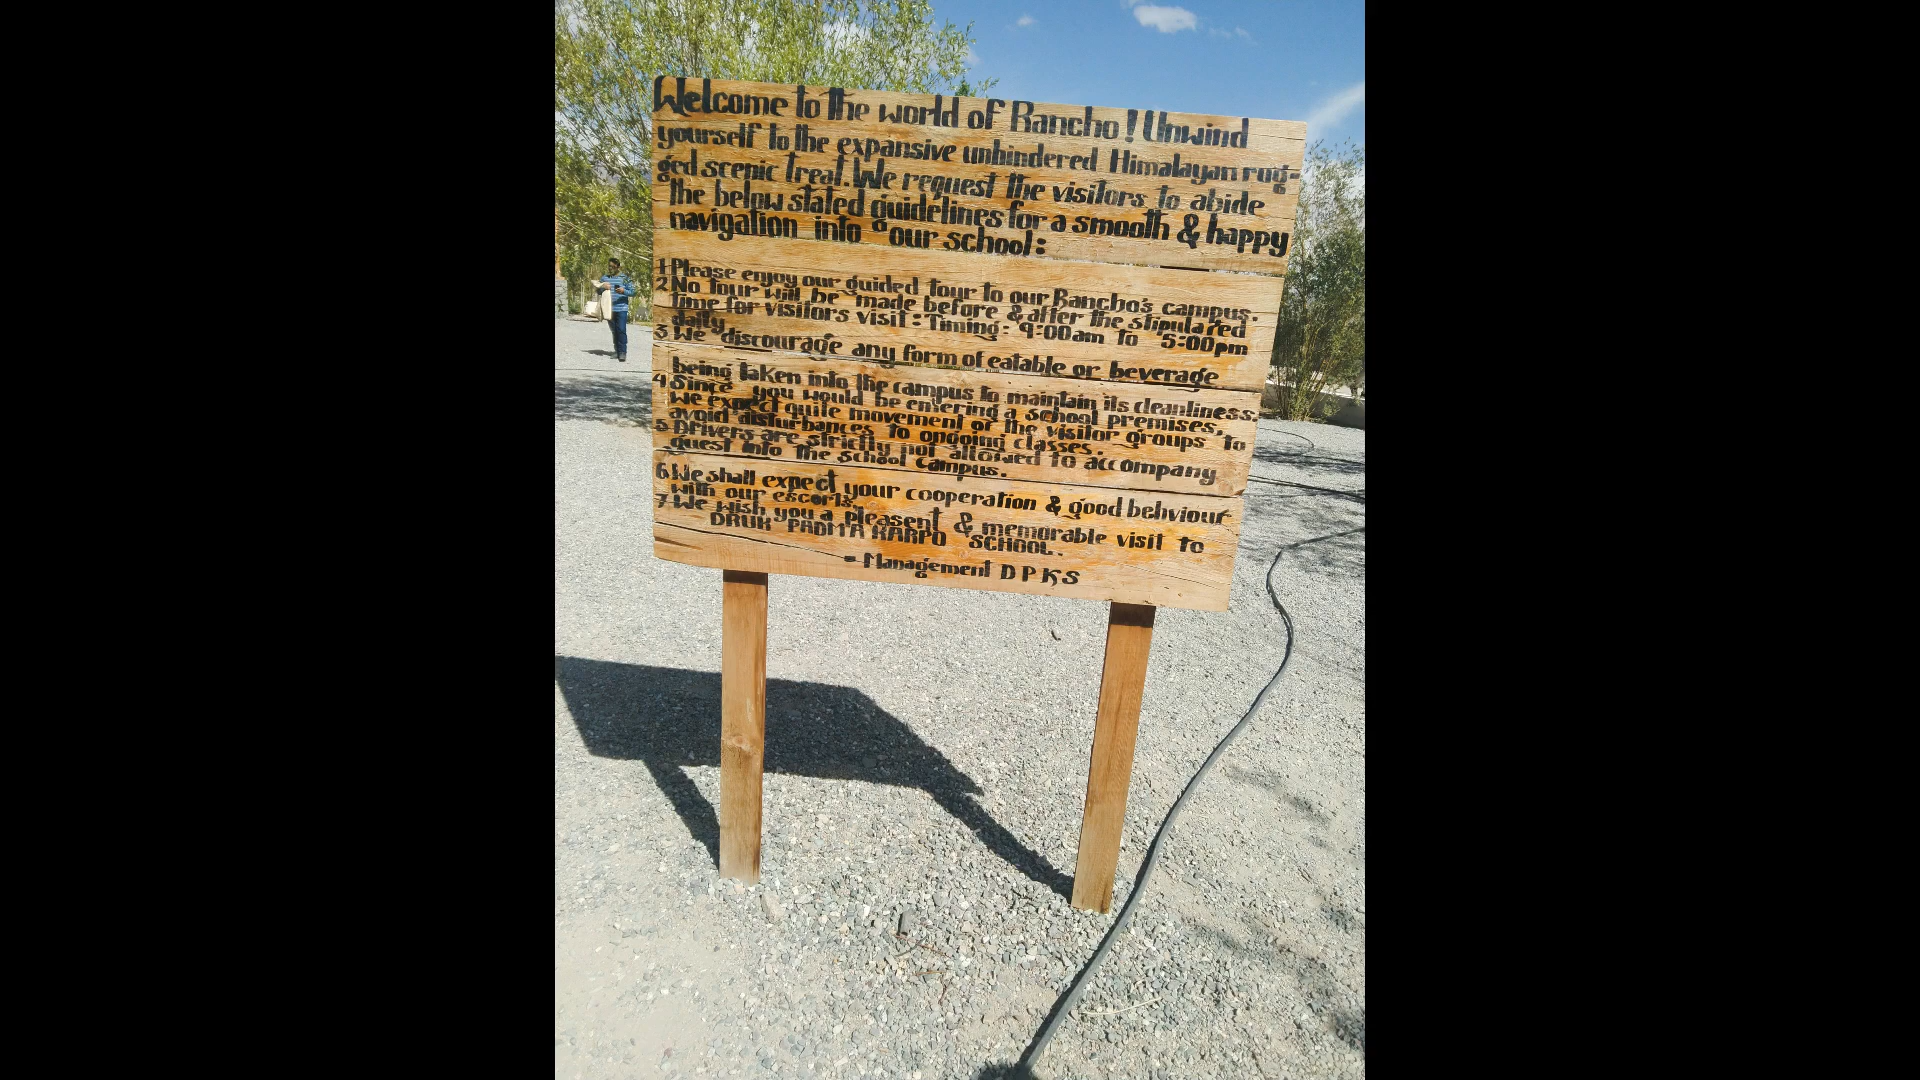 Welcome to the world of Rancho! Unwind
yourself to the expansive unhindered Himalayan rug-
ged scenic treat. We request the visitors to abide
the below stated guidelines for a smooth & happy
navigation into our school:
1 Please enjoy our guided tour to our Rancho's campus.
2 No tour will be made before & after the stipulated
time for visitors visit: Timing:- 9:00am to 5:00pm
daily
3 We discourage any form of eatable or beverage
being taken into the campus to maintain its cleanliness.
4 Since you would be entering a school premises,
we expect quite movement of the visitor groups to
avoid disturbances to ongoing classes.
5 Drivers are strictly not allowed to accompany
guest into the school campus.
6 We shall expect your cooperation & good behviour
with our escorts.
7 We wish you a pleasent & memorable visit to
DRUK PADMA KARPO SCHOOL.
- Management DPKS